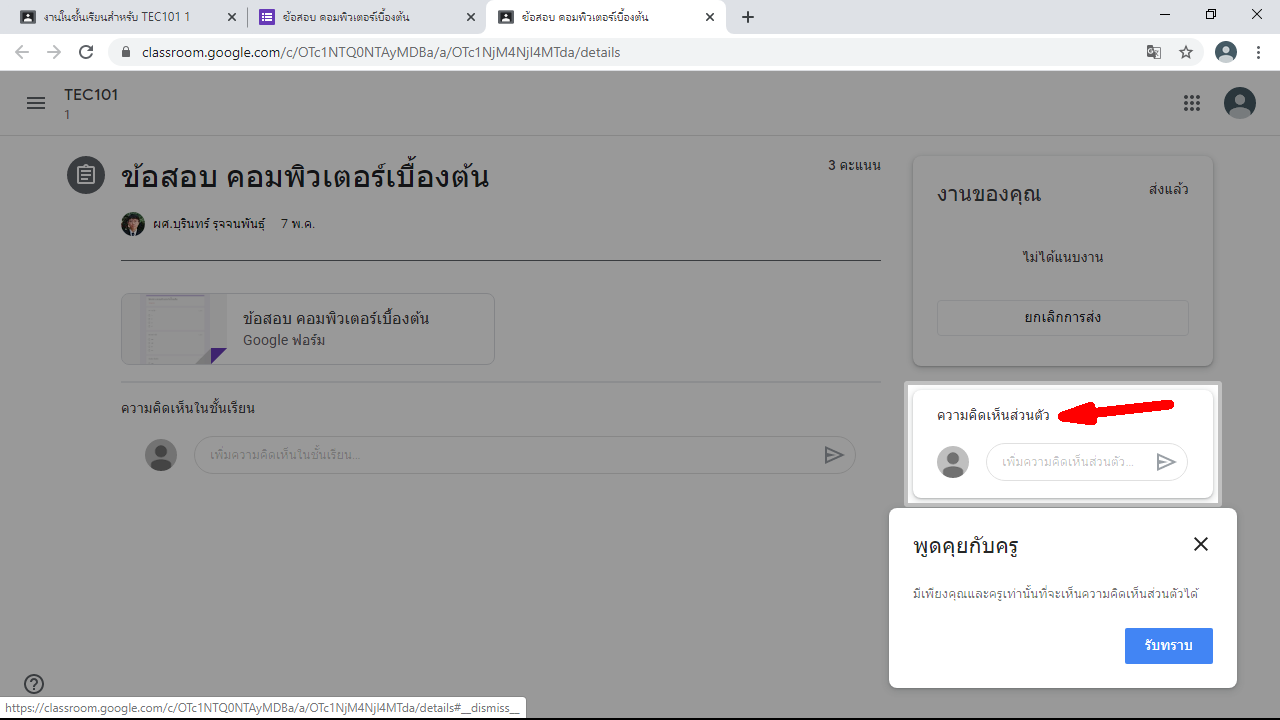 งานในชั้นเรียนสำหรับ TEC101 1
ข้อสอบ คอมพิวเตอร์เบื้องต้น
ข้อสอบ คอมพิวเตอร์เบื้องต้น
classroom.google.com/c/OTc1NTQ0NTAyMDBa/a/OTc1NjM4NjI4MTda/details
TEC101
1
ข้อสอบ คอมพิวเตอร์เบื้องต้น
3 คะแนน
ผศ.บุรินทร์ รุจจนพันธุ์ 7 พ.ค.
งานของคุณ
ส่งแล้ว
ไม่ได้แนบงาน
ยกเลิกการส่ง
ข้อสอบ คอมพิวเตอร์เบื้องต้น
Google ฟอร์ม
ความคิดเห็นในชั้นเรียน
เพิ่มความคิดเห็นในชั้นเรียน...
ความคิดเห็นส่วนตัว
เพิ่มความคิดเห็นส่วนตัว...
พูดคุยกับครู
มีเพียงคุณและครูเท่านั้นที่จะเห็นความคิดเห็นส่วนตัวได้
รับทราบ
https://classroom.google.com/c/OTc1NTQ0NTAyMDBa/a/OTc1NjM4NjI4MTda/details#__dismiss__